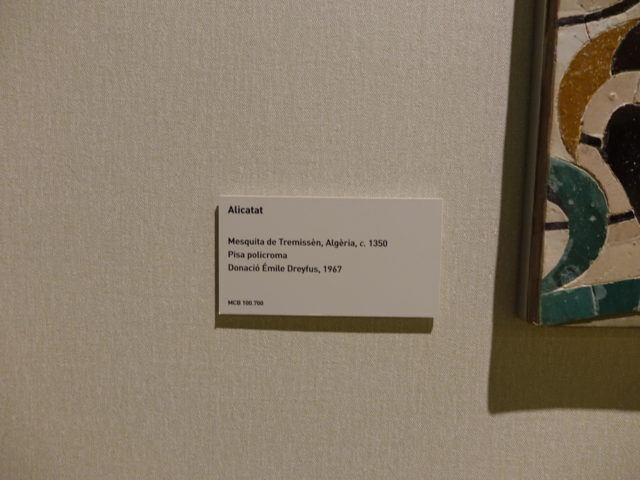 Alicatat
Mesquita de Tremissèn, Algèria, c. 1350
Pisa policroma
Donació Émile Dreyfus, 1967
MCB 100.700